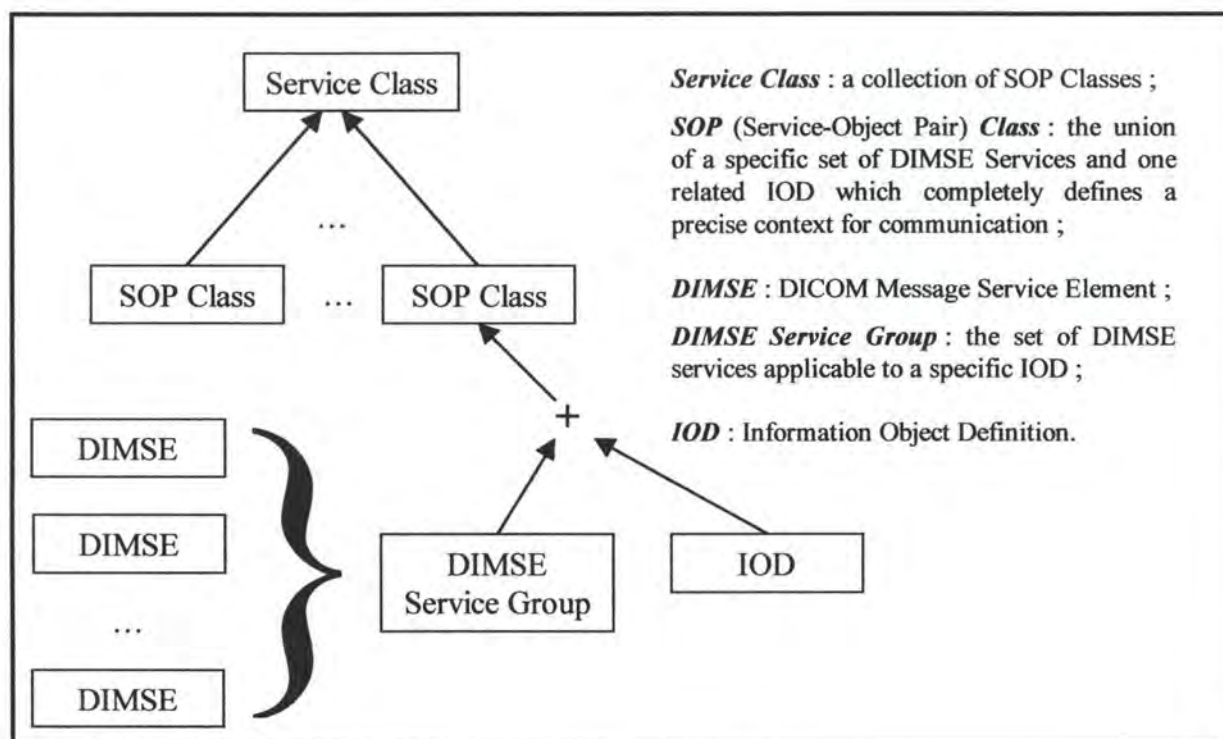 Service Class
...
SOP Class
...
SOP Class
+
DIMSE
DIMSE
...
DIMSE
DIMSE
Service Group
IOD
Service Class : a collection of SOP Classes ;
SOP (Service-Object Pair) Class : the union
of a specific set of DIMSE Services and one
related IOD which completely defines a
precise context for communication ;
DIMSE : DICOM Message Service Element ;
DIMSE Service Group : the set of DIMSE
services applicable to a specific IOD ;
IOD : Information Object Definition.